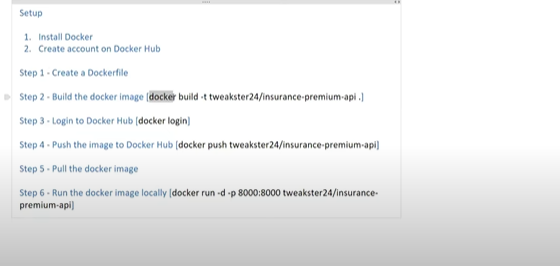 Setup
1. Install Docker
2. Create account on Docker Hub
Step 1 - Create a Dockerfile
Step 2 - Build the docker image [docker build -t tweakster24/insurance-premium-api .]
Step 3 - Login to Docker Hub [docker login]
Step 4 - Push the image to Docker Hub [docker push tweakster24/insurance-premium-api]
Step 5 - Pull the docker image
Step 6 - Run the docker image locally [docker run -d -p 8000:8000 tweakster24/insurance-
premium-api]